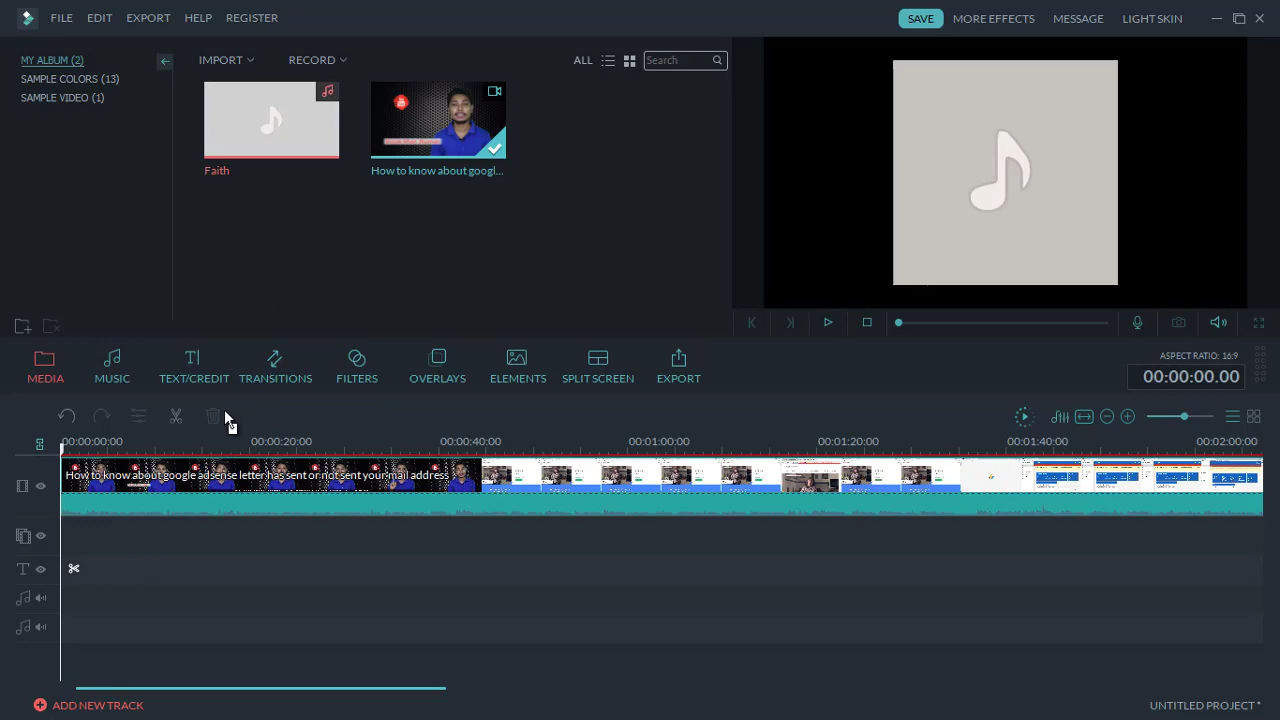 FILE EDIT EXPORT HELP REGISTER SAVE MORE EFFECTS MESSAGE LIGHT SKIN
MY ALBUM (2) IMPORT RECORD ALL Search
SAMPLE COLORS (13)
SAMPLE VIDEO (1)
Faith How to know about googl...
MEDIA MUSIC TEXT/CREDIT TRANSITIONS FILTERS OVERLAYS ELEMENTS SPLIT SCREEN EXPORT
ASPECT RATIO: 16:9
00:00:00.00
00:00:00:00 00:00:20:00 00:00:40:00 00:01:00:00 00:01:20:00 00:01:40:00 00:02:00:00
How to know about google adsense letter has sent or not sent your mail address
ADD NEW TRACK UNTITLED PROJECT *